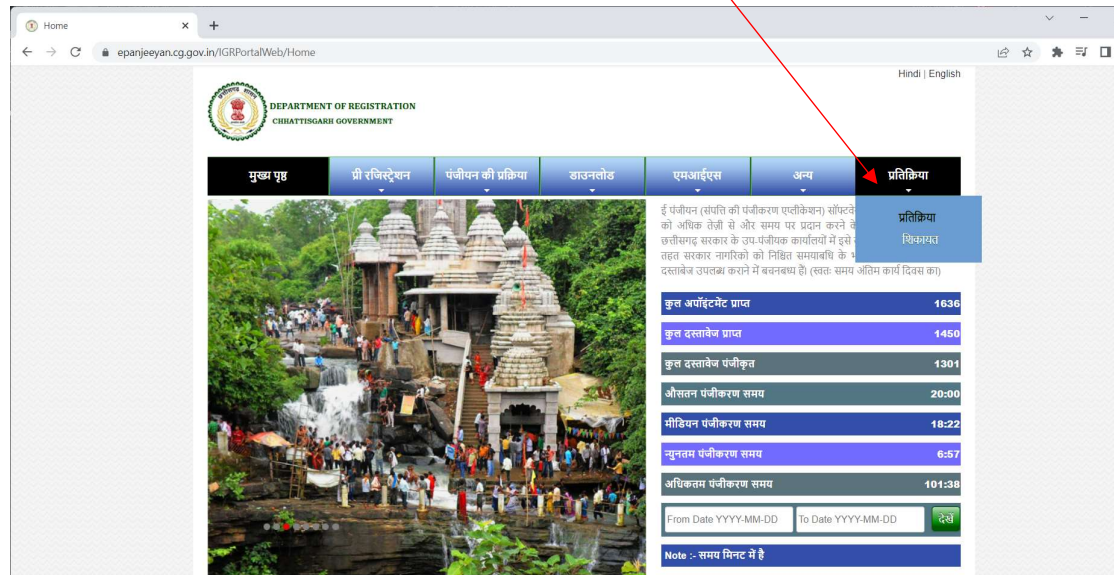 Home
epanjeeyan.cg.gov.in/IGRPortalWeb/Home
Hindi | English
DEPARTMENT OF REGISTRATION
CHHATTISGARH GOVERNMENT
मुख्य पृष्ठ प्री रजिस्ट्रेशन पंजीयन की प्रक्रिया डाउनलोड एमआईएस अन्य प्रतिक्रिया
प्रतिक्रिया
शिकायत
ई पंजीयन (संपत्ति की पंजीकरण एप्लीकेशन) सॉफ्टवे
को अधिक तेज़ी से और समय पर प्रदान करने के
छत्तीसगढ़ सरकार के उप-पंजीयक कार्यालयों में इसे
तहत सरकार नागरिको को निश्चित समयाबधि के
दस्ताबेज उपलब्ध कराने में बचनबध्य हैं। (स्वतः समय अंतिम कार्य दिवस का)
कुल अपॉइंटमेंट प्राप्त 1636
कुल दस्तावेज प्राप्त 1450
कुल दस्तावेज पंजीकृत 1301
औसतन पंजीकरण समय 20:00
मीडियन पंजीकरण समय 18:22
न्युनतम पंजीकरण समय 6:57
अधिकतम पंजीकरण समय 101:38
From Date YYYY-MM-DD To Date YYYY-MM-DD देखें
Note :- समय मिनट में है